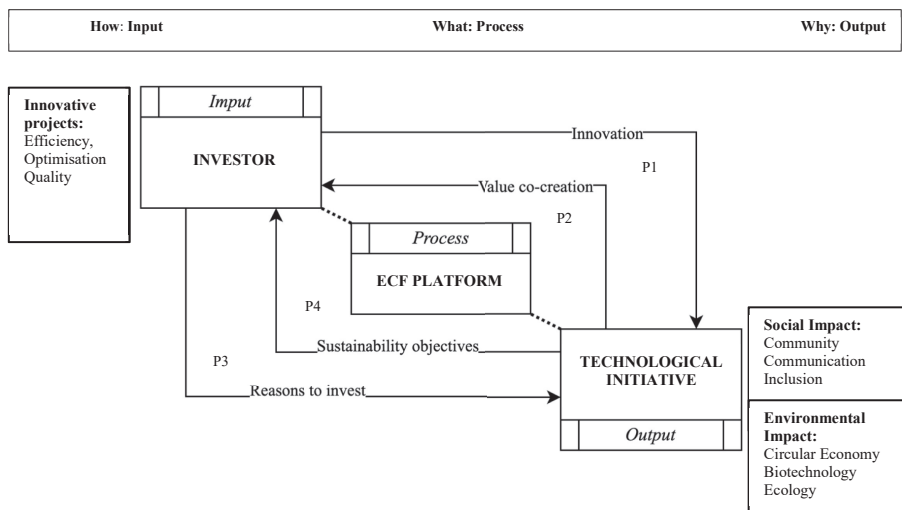 How: Input
What: Process
Why: Output
Innovative
projects:
Efficiency,
Optimisation
Quality
Imput
INVESTOR
Innovation
P1
Value co-creation
P2
Process
ECF PLATFORM
P4
Sustainability objectives
P3
Reasons to invest
TECHNOLOGICAL
INITIATIVE
Output
Social Impact:
Community
Communication
Inclusion
Environmental
Impact:
Circular Economy
Biotechnology
Ecology